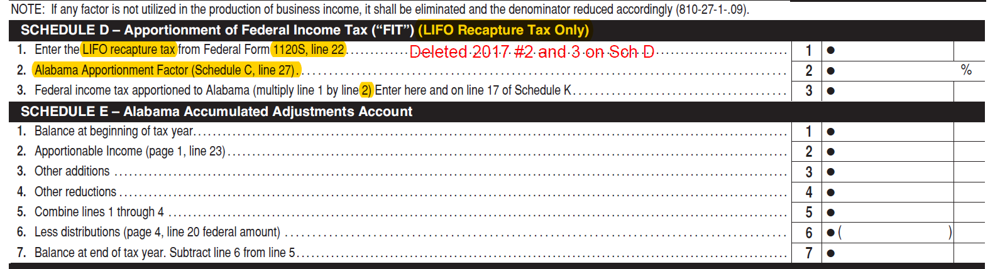 NOTE: If any factor is not utilized in the production of business income, it shall be eliminated and the denominator reduced accordingly (810-27-1-.09).
SCHEDULE D – Apportionment of Federal Income Tax (“FIT”) (LIFO Recapture Tax Only)
1. Enter the LIFO recapture tax from Federal Form 1120S, line 22 Deleted 2017 #2 and 3 on Sch D 1 ●
2. Alabama Apportionment Factor (Schedule C, line 27). 2 ● %
3. Federal income tax apportioned to Alabama (multiply line 1 by line 2) Enter here and on line 17 of Schedule K 3 ●
SCHEDULE E – Alabama Accumulated Adjustments Account
1. Balance at beginning of tax year 1 ●
2. Apportionable Income (page 1, line 23) 2 ●
3. Other additions 3 ●
4. Other reductions 4 ●
5. Combine lines 1 through 4 5 ●
6. Less distributions (page 4, line 20 federal amount) 6 ● ( )
7. Balance at end of tax year. Subtract line 6 from line 5 7 ●